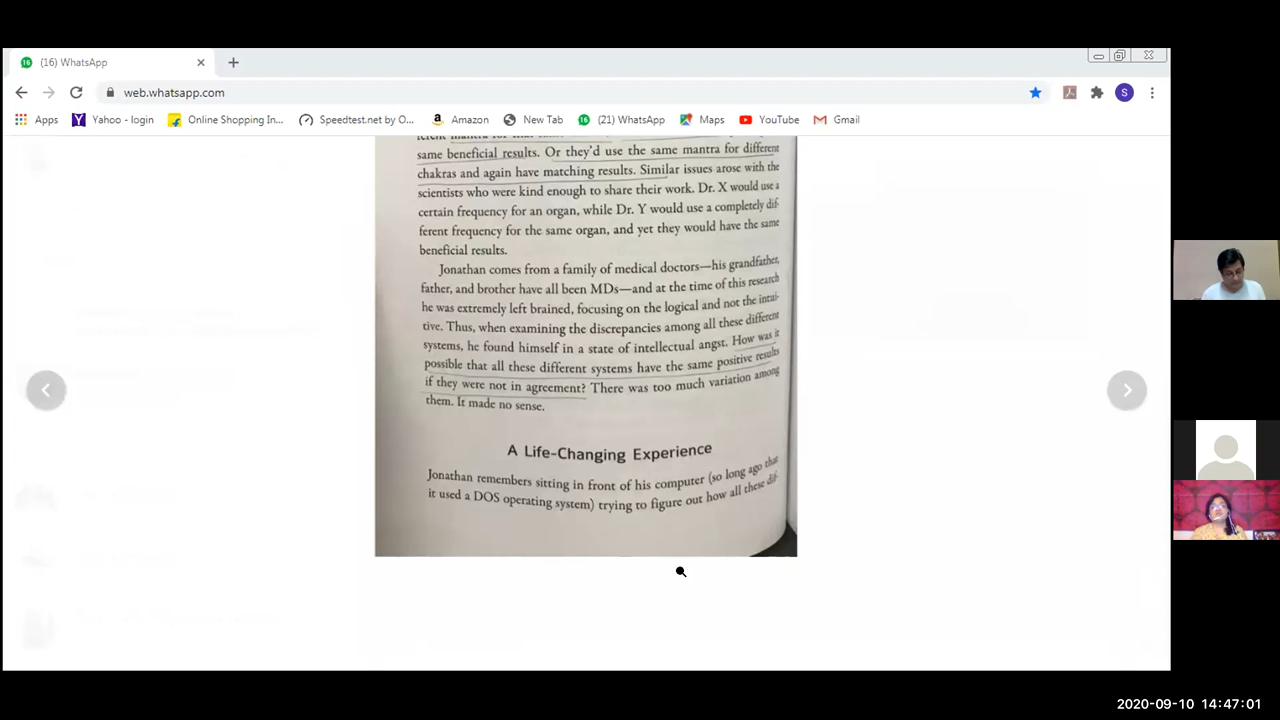 (16) WhatsApp
web.whatsapp.com
S
Apps Yahoo - login Online Shopping In... Speedtest.net by O... Amazon New Tab (21) WhatsApp Maps YouTube Gmail
same beneficial results. Or they'd use the same mantra for different
chakras and again have matching results. Similar issues arose with the
scientists who were kind enough to share their work. Dr. X would use a
certain frequency for an organ, while Dr. Y would use a completely dif-
ferent frequency for the same organ, and yet they would have the same
beneficial results.
Jonathan comes from a family of medical doctors—his grandfather,
father, and brother have all been MDs—and at the time of this research
he was extremely left brained, focusing on the logical and not the intui-
tive. Thus, when examining the discrepancies among all these different
systems, he found himself in a state of intellectual angst. How was it
possible that all these different systems have the same positive results
if they were not in agreement? There was too much variation among
them. It made no sense.
A Life-Changing Experience
Jonathan remembers sitting in front of his computer (so long ago that
it used a DOS operating system) trying to figure out how all these dif-
2020-09-10 14:47:01